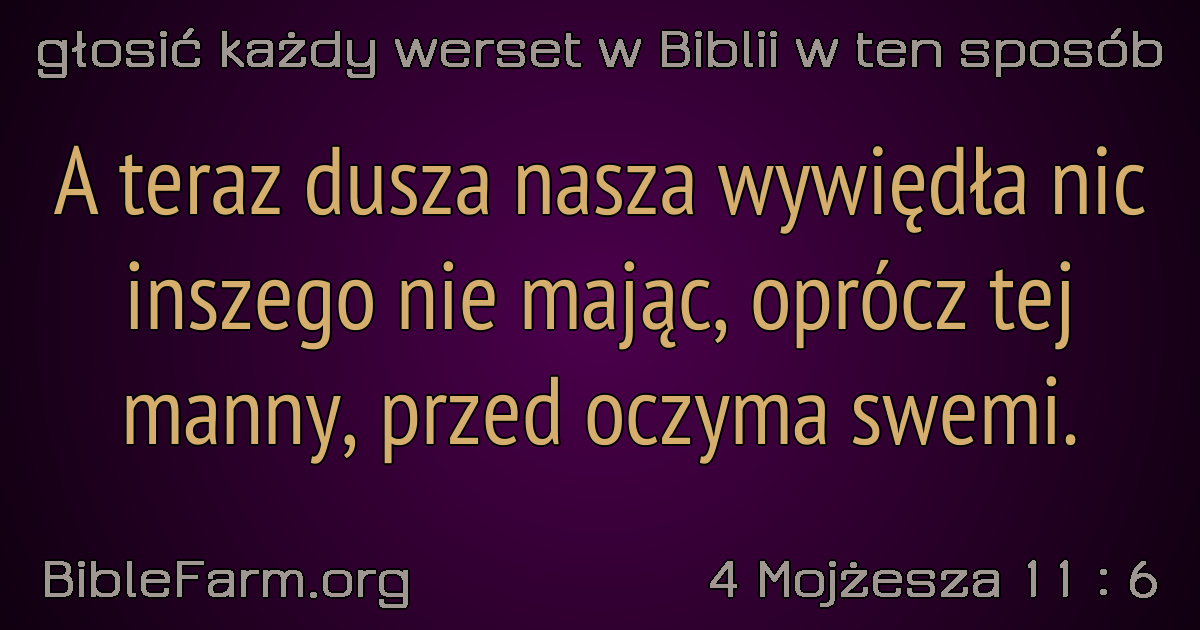 głosić każdy werset w Biblii w ten sposób
A teraz dusza nasza wywiędła nic
inszego nie mając, oprócz tej
manny, przed oczyma swemi.
BibleFarm.org
4 Mojżesza 11 : 6